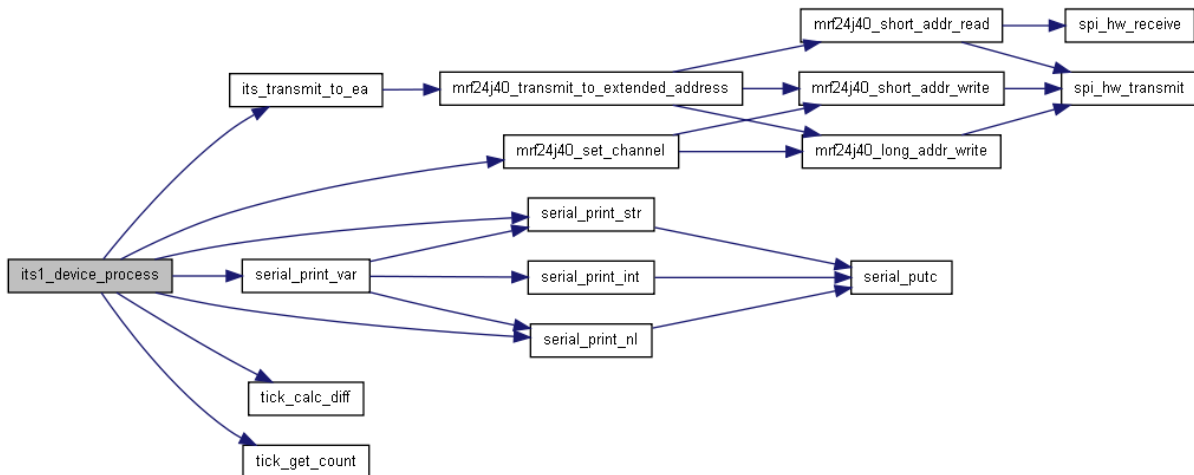 mrf24j40_short_addr_read
spi_hw_receive
its_transmit_to_ea
mrf24j40_transmit_to_extended_address
mrf24j40_short_addr_write
spi_hw_transmit
mrf24j40_set_channel
mrf24j40_long_addr_write
serial_print_str
its1_device_process
serial_print_var
serial_print_int
serial_putc
serial_print_nl
tick_calc_diff
tick_get_count